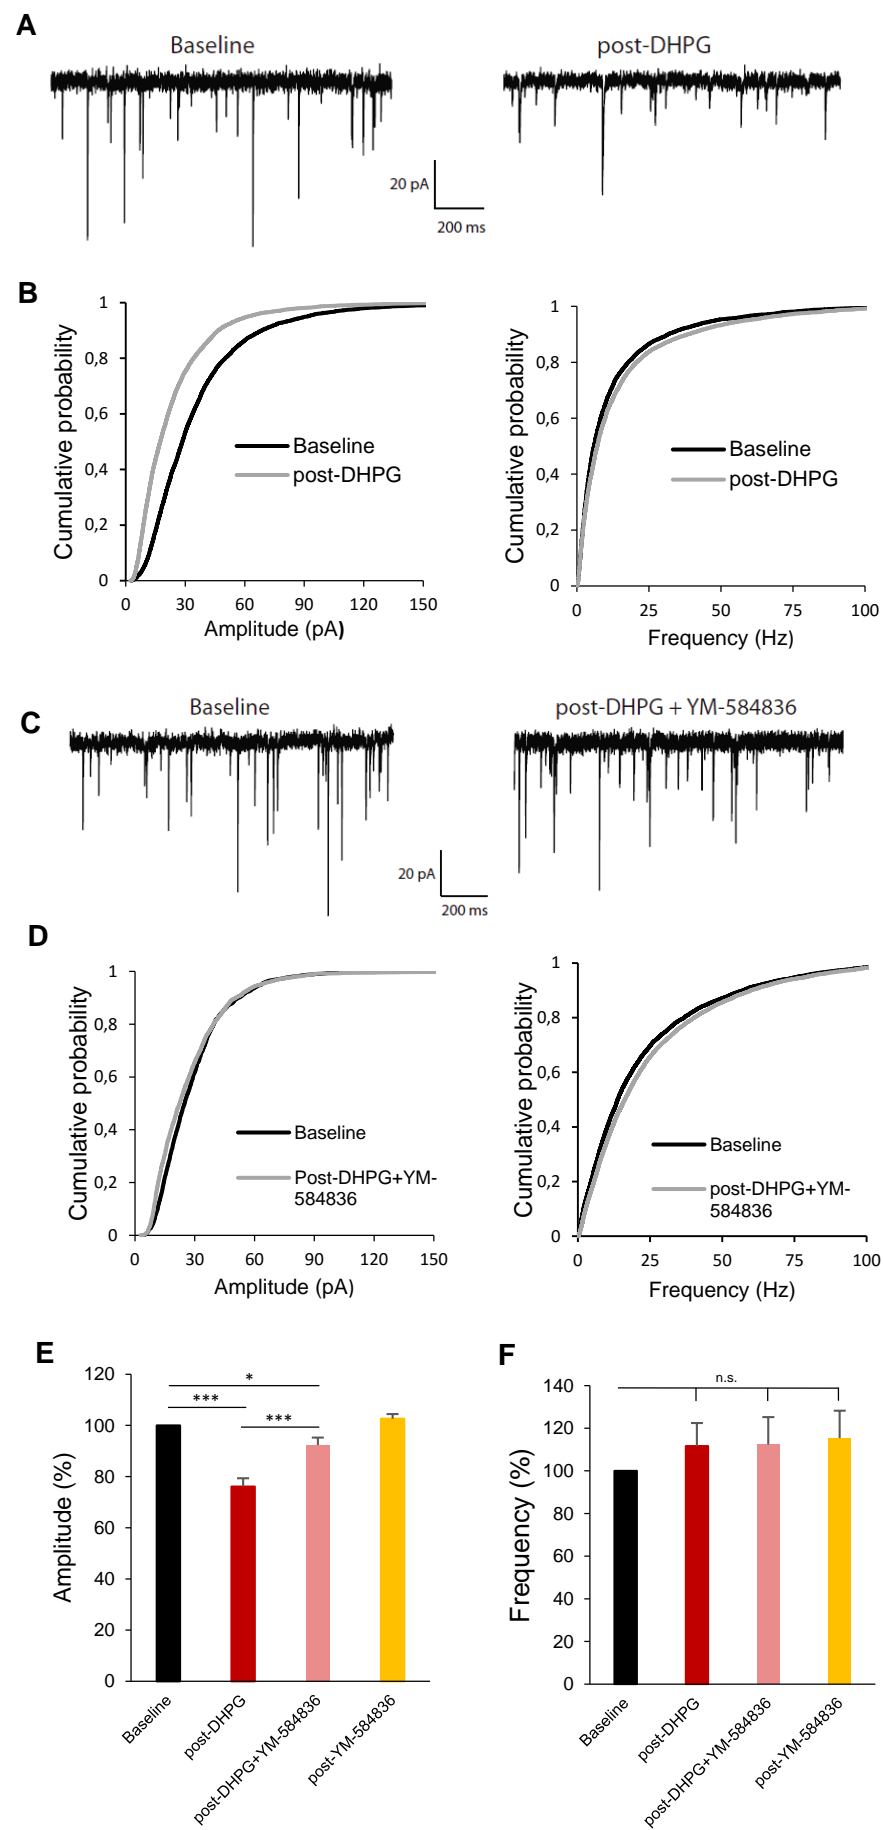 A
Baseline
post-DHPG
20 pA
200 ms
B
1
0,8
0,6
0,4
0,2
0
Cumulative probability
Baseline
post-DHPG
0 30 60 90 120 150
Amplitude (pA)
1
0,8
0,6
0,4
0,2
0
Cumulative probability
Baseline
post-DHPG
0 25 50 75 100
Frequency (Hz)
C
Baseline
post-DHPG + YM-584836
20 pA
200 ms
D
1
0,8
0,6
0,4
0,2
0
Cumulative probability
Baseline
Post-DHPG+YM-
584836
0 30 60 90 120 150
Amplitude (pA)
1
0,8
0,6
0,4
0,2
0
Cumulative probability
Baseline
post-DHPG+YM-
584836
0 25 50 75 100
Frequency (Hz)
E
120
100
80
60
40
20
0
Amplitude (%)
*
***
***
Baseline
post-DHPG
post-DHPG+YM-584836
post-YM-584836
F
140
120
100
80
60
40
20
0
Frequency (%)
n.s.
Baseline
post-DHPG
post-DHPG+YM-584836
post-YM-584836